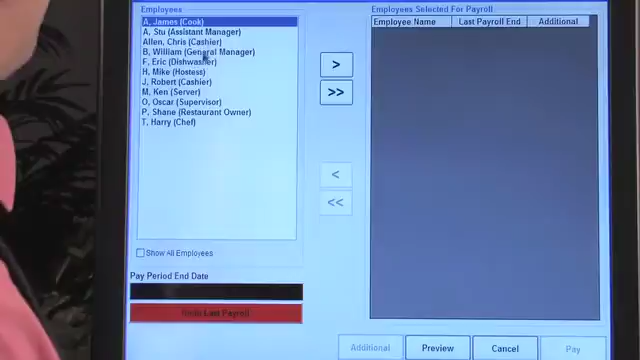 Employees
A, James (Cook)
A, Stu (Assistant Manager)
Allen, Chris (Cashier)
B, William (General Manager)
F, Eric (Dishwasher)
H, Mike (Hostess)
J, Robert (Cashier)
M, Ken (Server)
O, Oscar (Supervisor)
P, Shane (Restaurant Owner)
T, Harry (Chef)
Show All Employees
Pay Period End Date
Undo Last Payroll
>
>>
<
<<
Employees Selected For Payroll
Employee Name Last Payroll End Additional
Additional Preview Cancel Pay